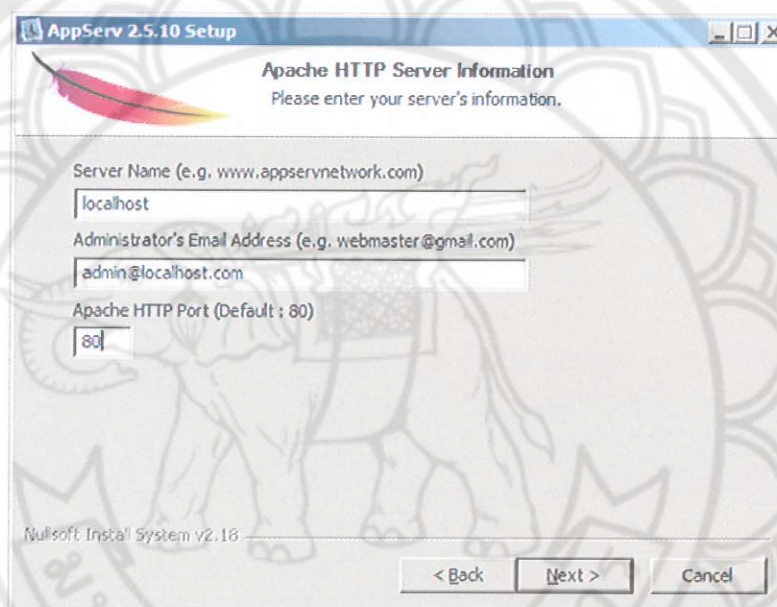 AppServ 2.5.10 Setup
Apache HTTP Server Information
Please enter your server's information.
Server Name (e.g. www.appservnetwork.com)
localhost
Administrator's Email Address (e.g. webmaster@gmail.com)
admin@localhost.com
Apache HTTP Port (Default : 80)
80
Nullsoft Install System v2.18
< Back Next > Cancel